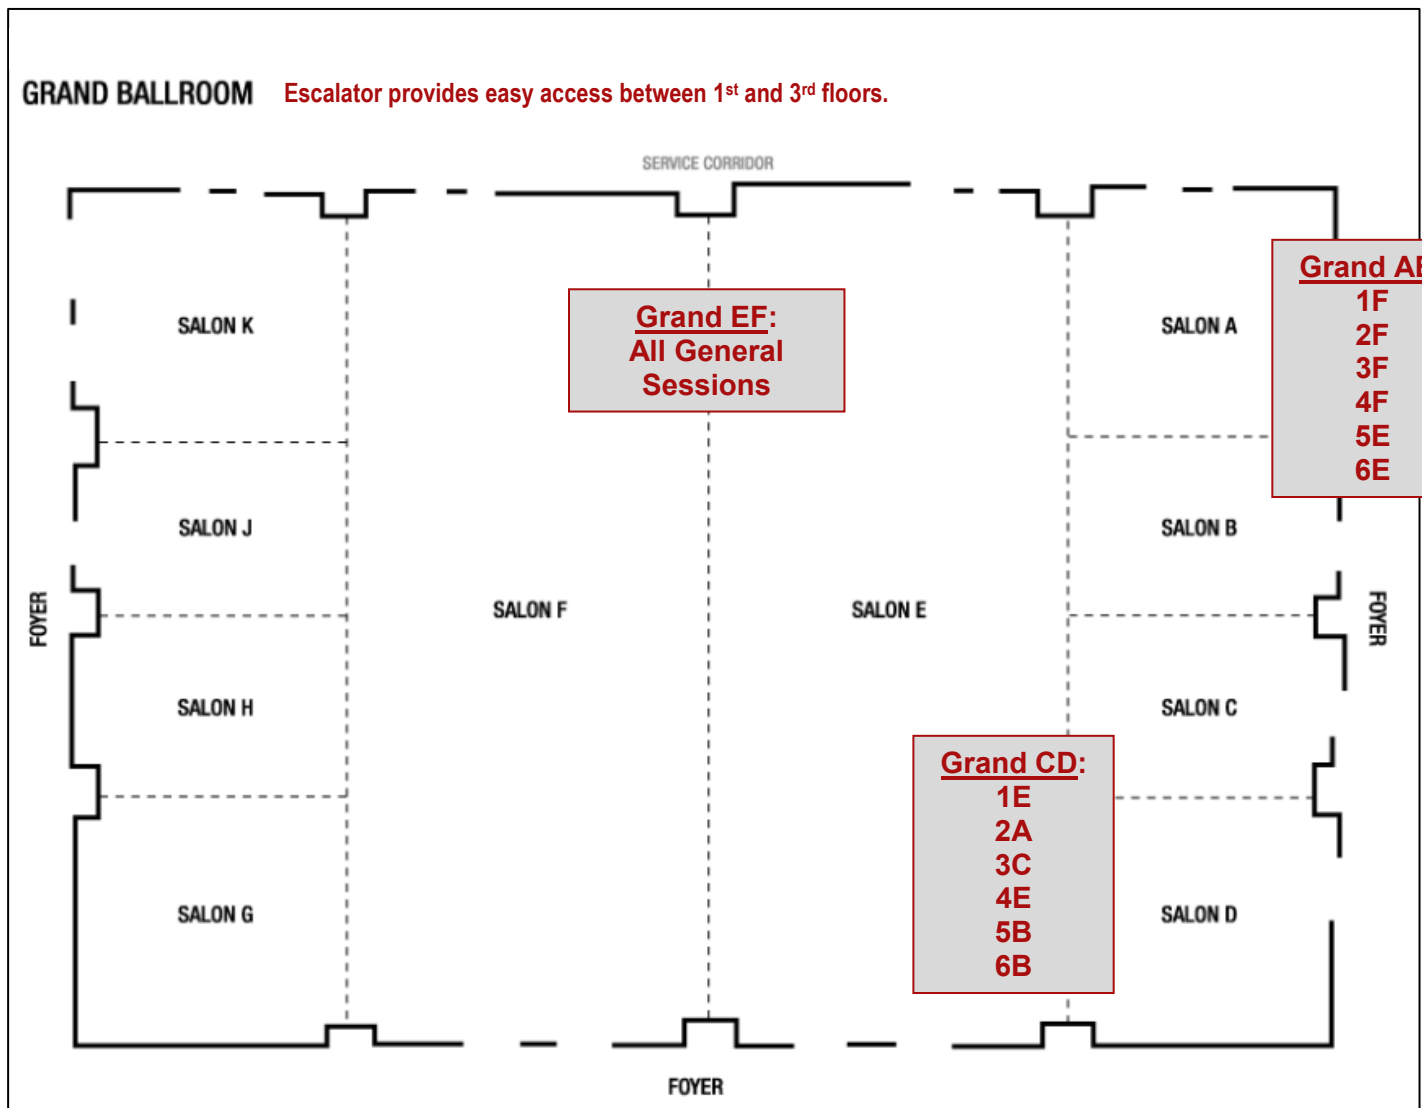 GRAND BALLROOM Escalator provides easy access between 1st and 3rd floors.
SERVICE CORRIDOR
SALON K
Grand EF:
All General
Sessions
SALON A
Grand AB
1F
2F
3F
4F
5E
6E
SALON J
SALON B
FOYER
SALON F
SALON E
FOYER
SALON H
SALON C
Grand CD:
1E
2A
3C
4E
5B
6B
SALON G
SALON D
FOYER